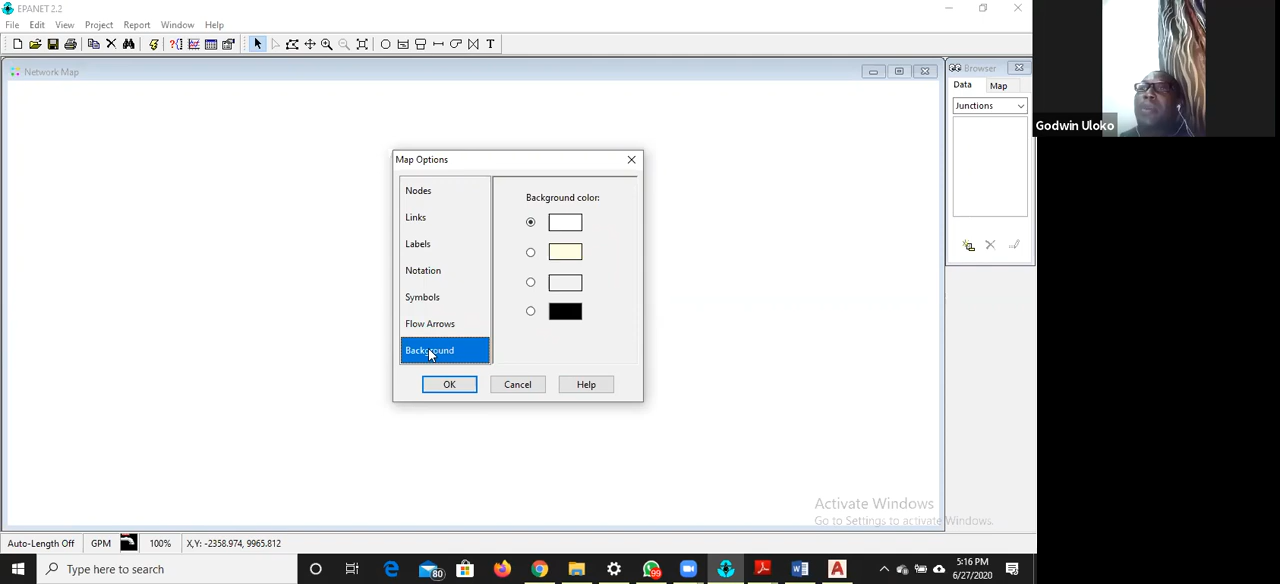 EPANET 2.2
File Edit View Project Report Window Help
T
Network Map
Browser
Data Map
Junctions
Godwin Uloko
Map Options
Nodes
Links
Labels
Notation
Symbols
Flow Arrows
Background
Background color:
OK Cancel Help
Activate Windows
Go to Settings to activate Windows.
Auto-Length Off GPM 100% X,Y: -2358.974, 9965.812
Type here to search
80
99
5:16 PM
6/27/2020